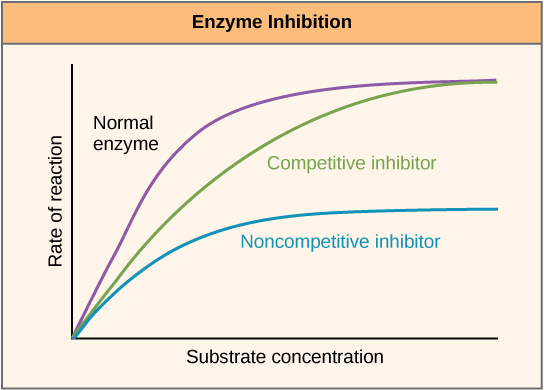 Enzyme Inhibition
Normal
enzyme
Competitive inhibitor
Noncompetitive inhibitor
Rate of reaction
Substrate concentration